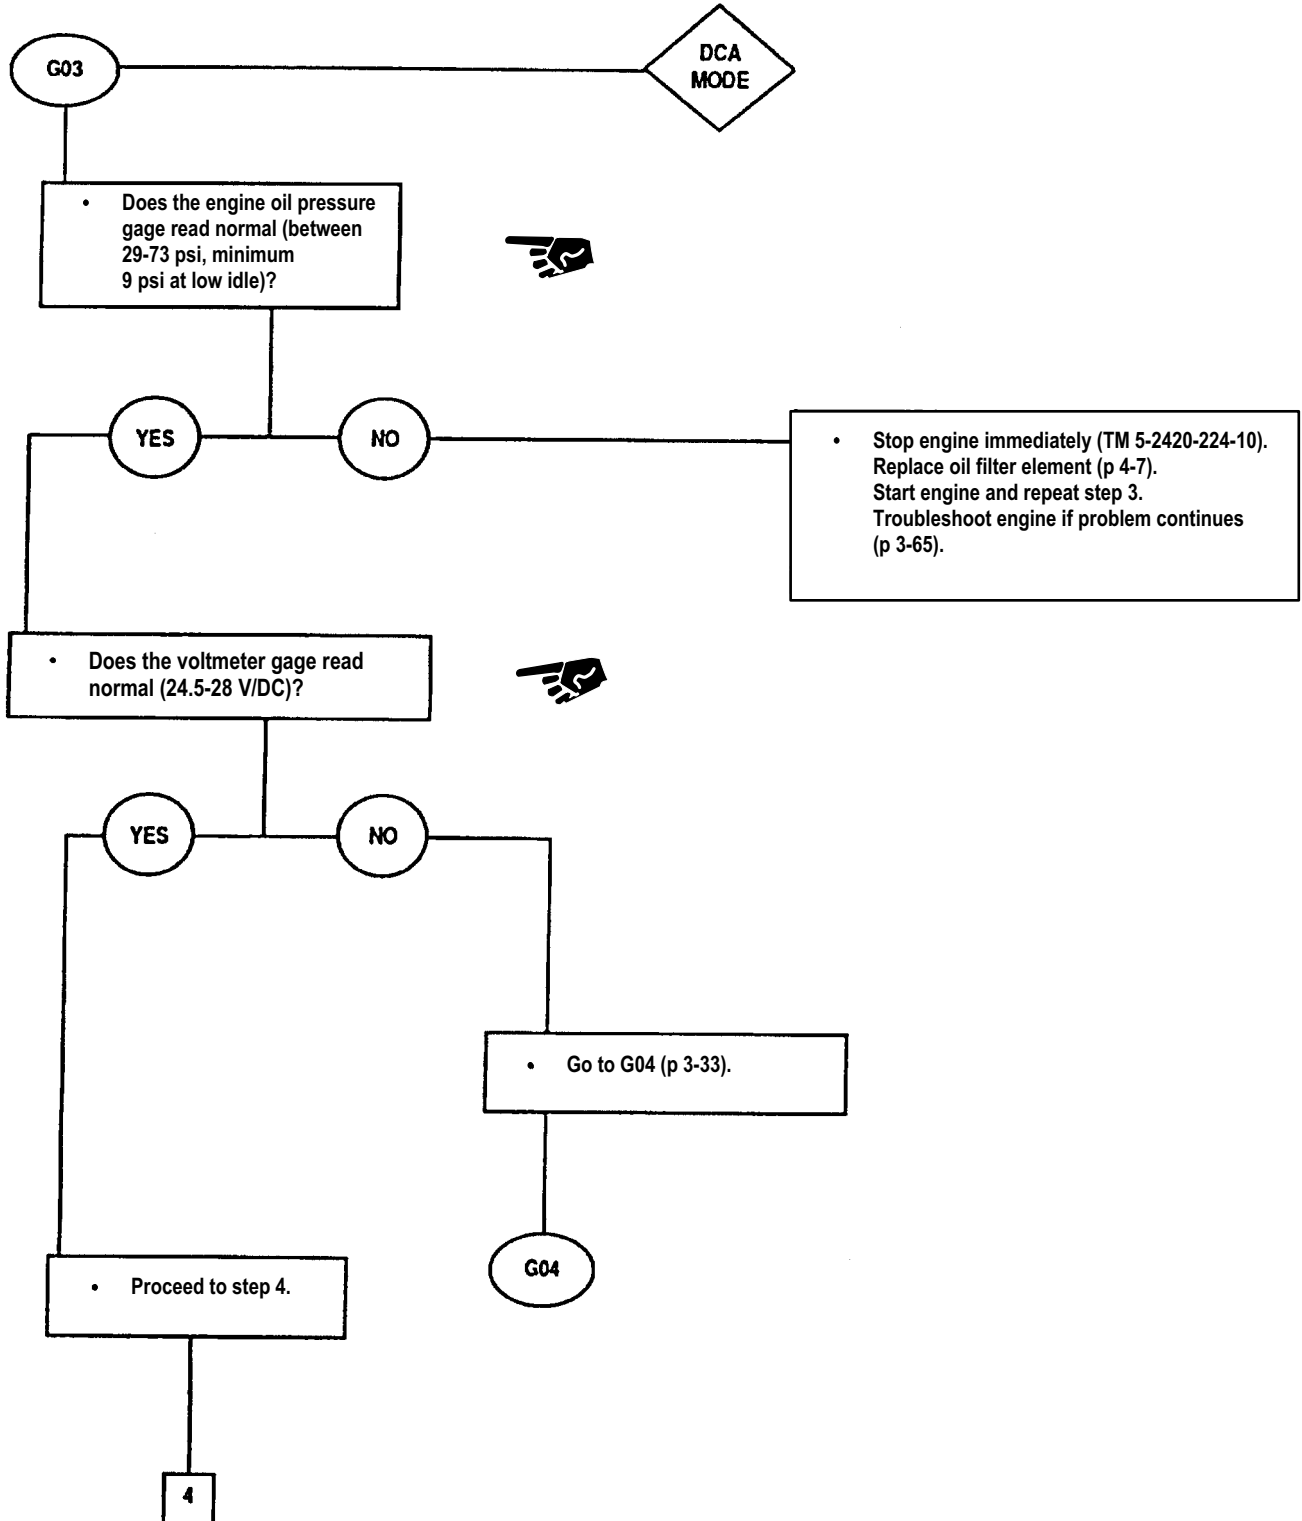 G03
DCA
MODE
• Does the engine oil pressure
gage read normal (between
29-73 psi, minimum
9 psi at low idle)?
YES
NO
• Stop engine immediately (TM 5-2420-224-10).
Replace oil filter element (p 4-7).
Start engine and repeat step 3.
Troubleshoot engine if problem continues
(p 3-65).
• Does the voltmeter gage read
normal (24.5-28 V/DC)?
YES
NO
• Go to G04 (p 3-33).
G04
• Proceed to step 4.
4